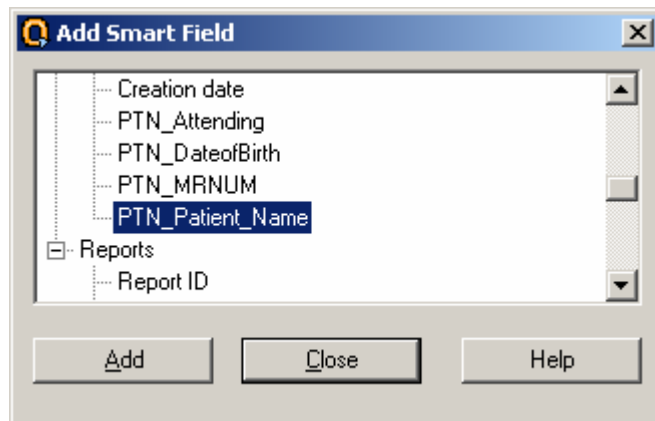 Add Smart Field
Creation date
PTN_Attending
PTN_DateofBirth
PTN_MRNUM
PTN_Patient_Name
Reports
Report ID
Add Close Help